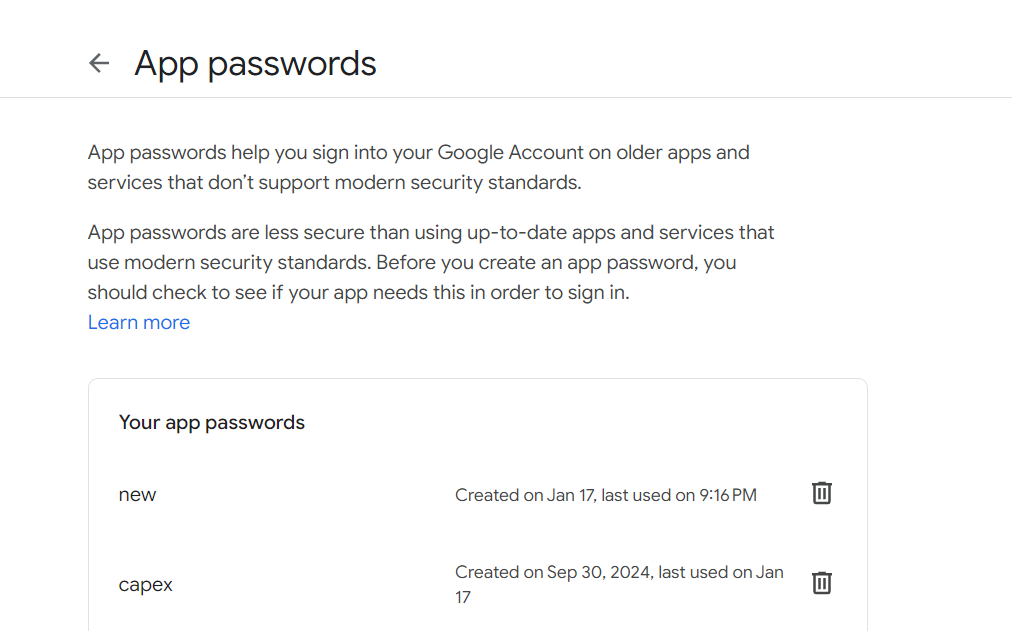 App passwords
App passwords help you sign into your Google Account on older apps and
services that don’t support modern security standards.
App passwords are less secure than using up-to-date apps and services that
use modern security standards. Before you create an app password, you
should check to see if your app needs this in order to sign in.
Learn more
Your app passwords
new
Created on Jan 17, last used on 9:16 PM
capex
Created on Sep 30, 2024, last used on Jan
17